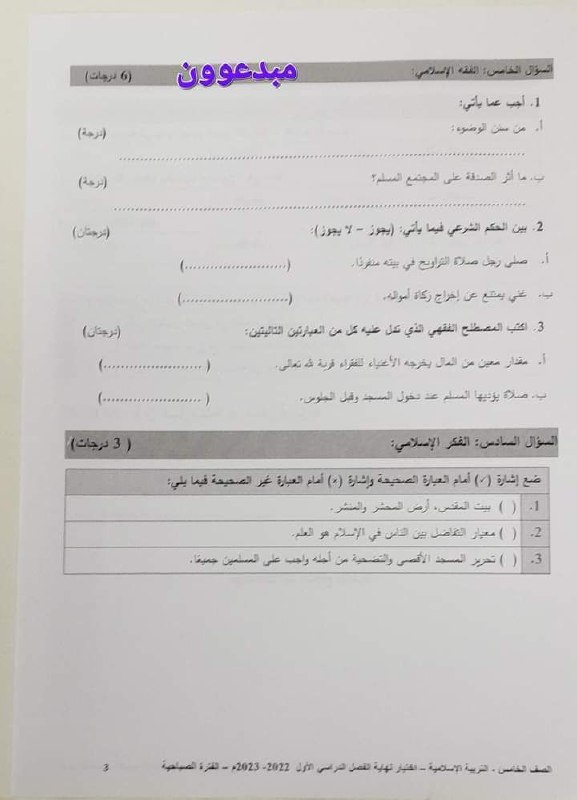 مبدعوون
السؤال الخامس: الفقه الإسلامي: (6 درجات)
1. أجب عما يأتي:
أ. من سنن الوضوء: (درجة)
................................................
ب. ما أثر الصدقة على المجتمع المسلم؟ (درجة)
................................................
2. بين الحكم الشرعي فيما يأتي: (يجوز – لا يجوز): (درجتان)
أ. صلى رجل صلاة التراويح في بيته منفردًا. (........................)
ب. غني يمتنع عن إخراج زكاة أمواله. (........................)
3. اكتب المصطلح الفقهي الذي تدل عليه كل من العبارتين التاليتين: (درجتان)
أ. مقدار معين من المال يخرجه الأغنياء للفقراء قربة لله تعالى. (........................)
ب. صلاة يؤديها المسلم عند دخول المسجد وقبل الجلوس. (........................)
السؤال السادس: الفكر الإسلامي: (3 درجات)
ضع إشارة (✓) أمام العبارة الصحيحة وإشارة (×) أمام العبارة غير الصحيحة فيما يلي:
1. ( ) بيت المقدس، أرض المحشر والمنشر.
2. ( ) معيار التفاضل بين الناس في الإسلام هو العلم.
3. ( ) تحرير المسجد الأقصى والتضحية من أجله واجب على المسلمين جميعًا.
الصف الخامس - التربية الاسلامية – اختبار نهاية الفصل الدراسي الأول 2022- 2023م – الفترة الصباحية 3